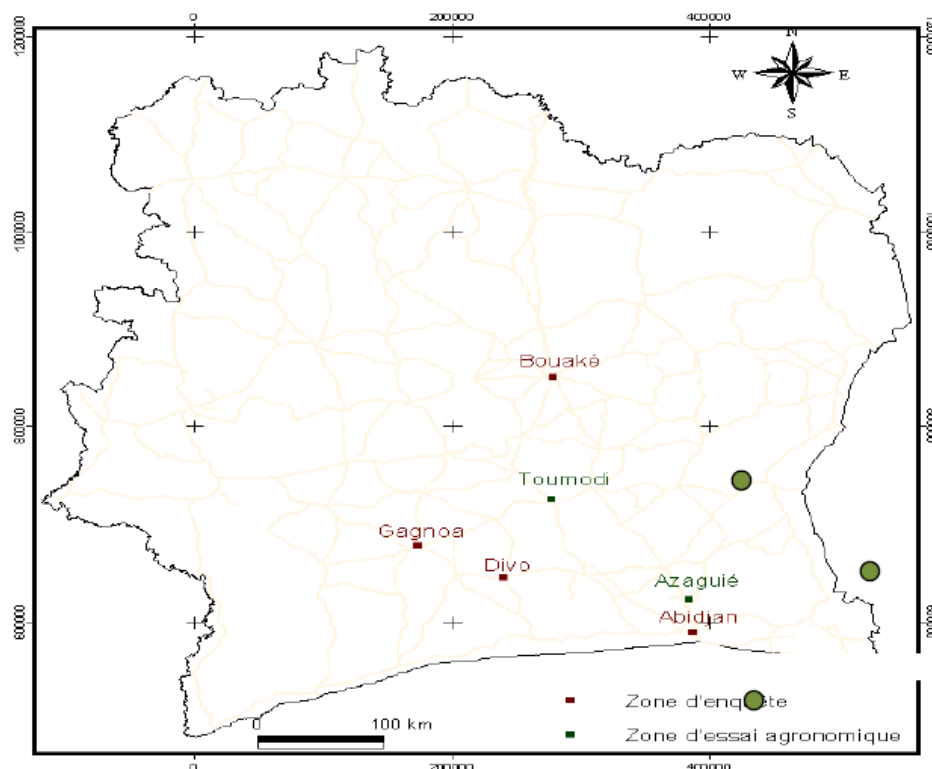 0
200000
400000
1200000
N
W
E
S
1000000
1000000
Bouaké
800000
Toumodi
Gagnoa
Divo
Azaguié
600000
Abidjan
Zone d'enquête
0
100 km
Zone d'essai agronomique
0
200000
400000